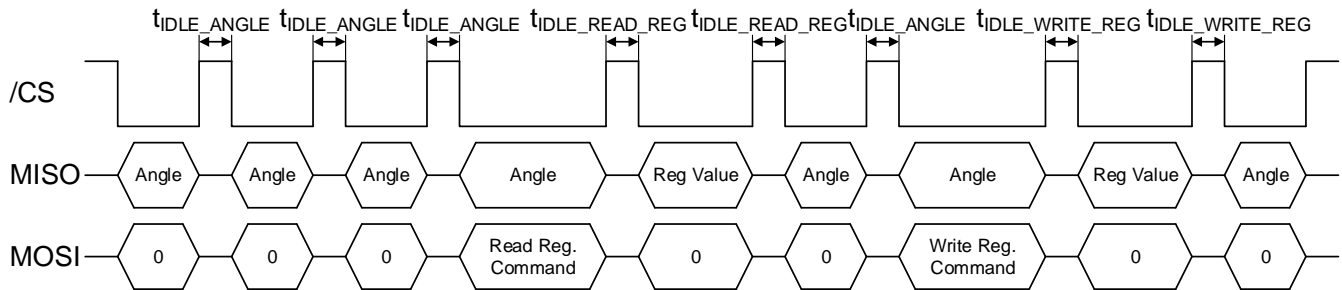 tIDLE_ANGLE tIDLE_ANGLE tIDLE_ANGLE tIDLE_READ_REG tIDLE_READ_REG tIDLE_ANGLE tIDLE_WRITE_REG tIDLE_WRITE_REG
/CS
MISO Angle Angle Angle Angle Reg Value Angle Angle Reg Value Angle
MOSI 0 0 0 Read Reg. Command 0 0 Write Reg. Command 0 0